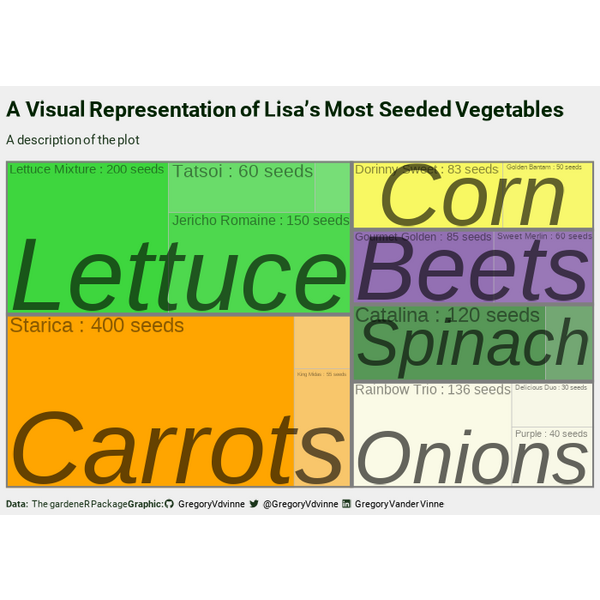 A Visual Representation of Lisa's Most Seeded Vegetables
A description of the plot
Lettuce Mixture : 200 seeds
Tatsoi : 60 seeds
Jericho Romaine : 150 seeds
Lettuce
Starica : 400 seeds
King Midas : 55 seeds
Carrots
Dorinny Sweet : 83 seeds
Golden Bantam : 50 seeds
Corn
Gourmet Golden : 85 seeds
Sweet Merlin : 60 seeds
Beets
Catalina : 120 seeds
Spinach
Rainbow Trio : 136 seeds
Delicious Duo : 30 seeds
Purple : 40 seeds
Onions
Data: The gardeneR Package Graphic: GregoryVdvinne @GregoryVdvinne GregoryVanderVinne